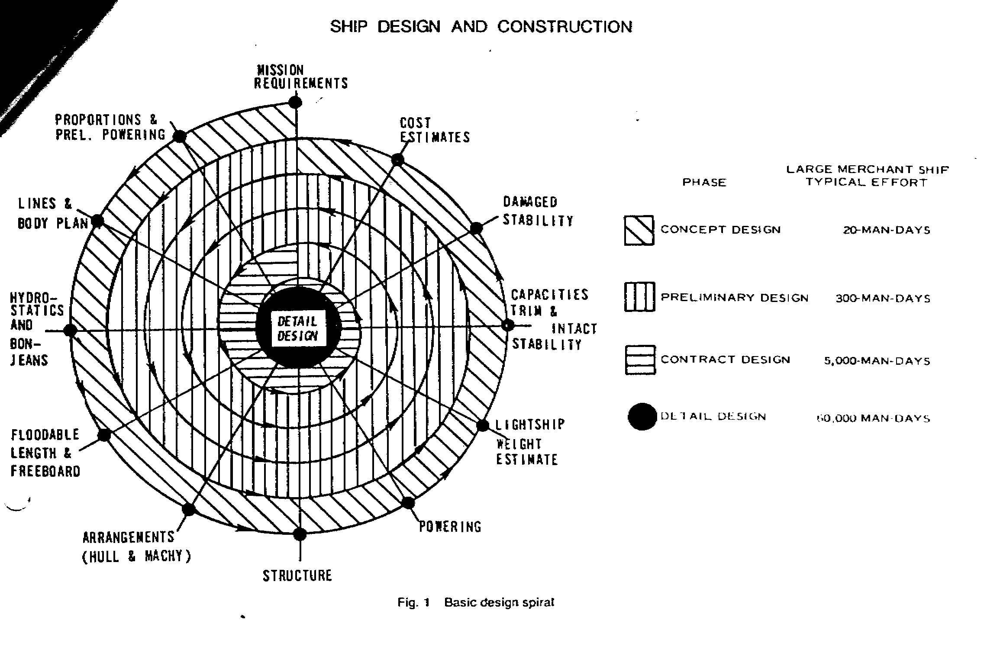 SHIP DESIGN AND CONSTRUCTION
MISSION
REQUIREMENTS
PROPORTIONS &
PREL. POWERING
LINES &
BODY PLAN
HYDRO-
STATICS
AND
BON-
JEANS
FLOODABLE
LENGTH &
FREEBOARD
ARRANGEMENTS
(HULL & MACHY)
STRUCTURE
POWERING
LIGHTSHIP
WEIGHT
ESTIMATE
CAPACITIES
TRIM &
INTACT
STABILITY
DAMAGED
STABILITY
COST
ESTIMATES
DETAIL
DESIGN
PHASE
LARGE MERCHANT SHIP
TYPICAL EFFORT
CONCEPT DESIGN 20-MAN-DAYS
PRELIMINARY DESIGN 300-MAN-DAYS
CONTRACT DESIGN 5,000-MAN-DAYS
DETAIL DESIGN MAN-DAYS
Fig. 1 Basic design spiral